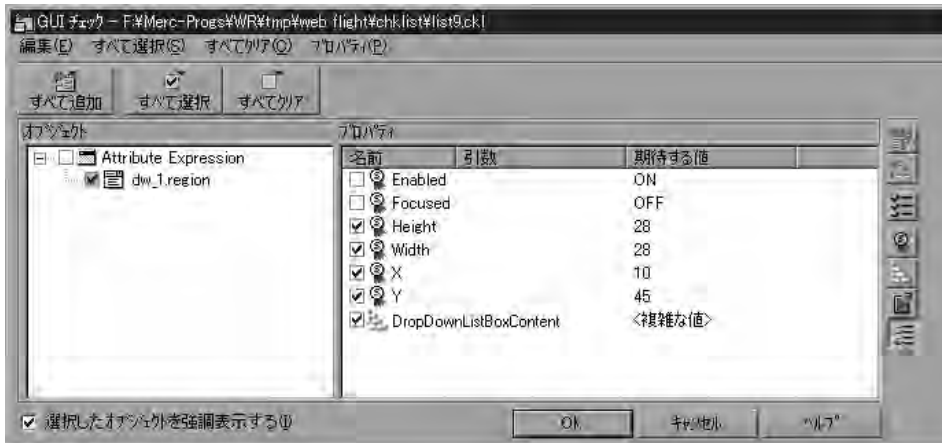 GUI ﾁｪｯｸ - F:¥Merc-Progs¥WR¥tmp¥web flight¥chklist¥list9.ckl
編集(E) すべて選択(S) すべてｸﾘｱ(C) ﾌﾟﾛﾊﾟﾃｨ(P)
すべて追加 すべて選択 すべてｸﾘｱ
ｵﾌﾞｼﾞｪｸﾄ ﾌﾟﾛﾊﾟﾃｨ
Attribute Expression
dw_1.region
名前 引数 期待する値
Enabled ON
Focused OFF
Height 28
Width 28
X 10
Y 45
DropDownListBoxContent <複雑な値>
選択したｵﾌﾞｼﾞｪｸﾄを強調表示する(I)
OK ｷｬﾝｾﾙ ﾍﾙﾌﾟ